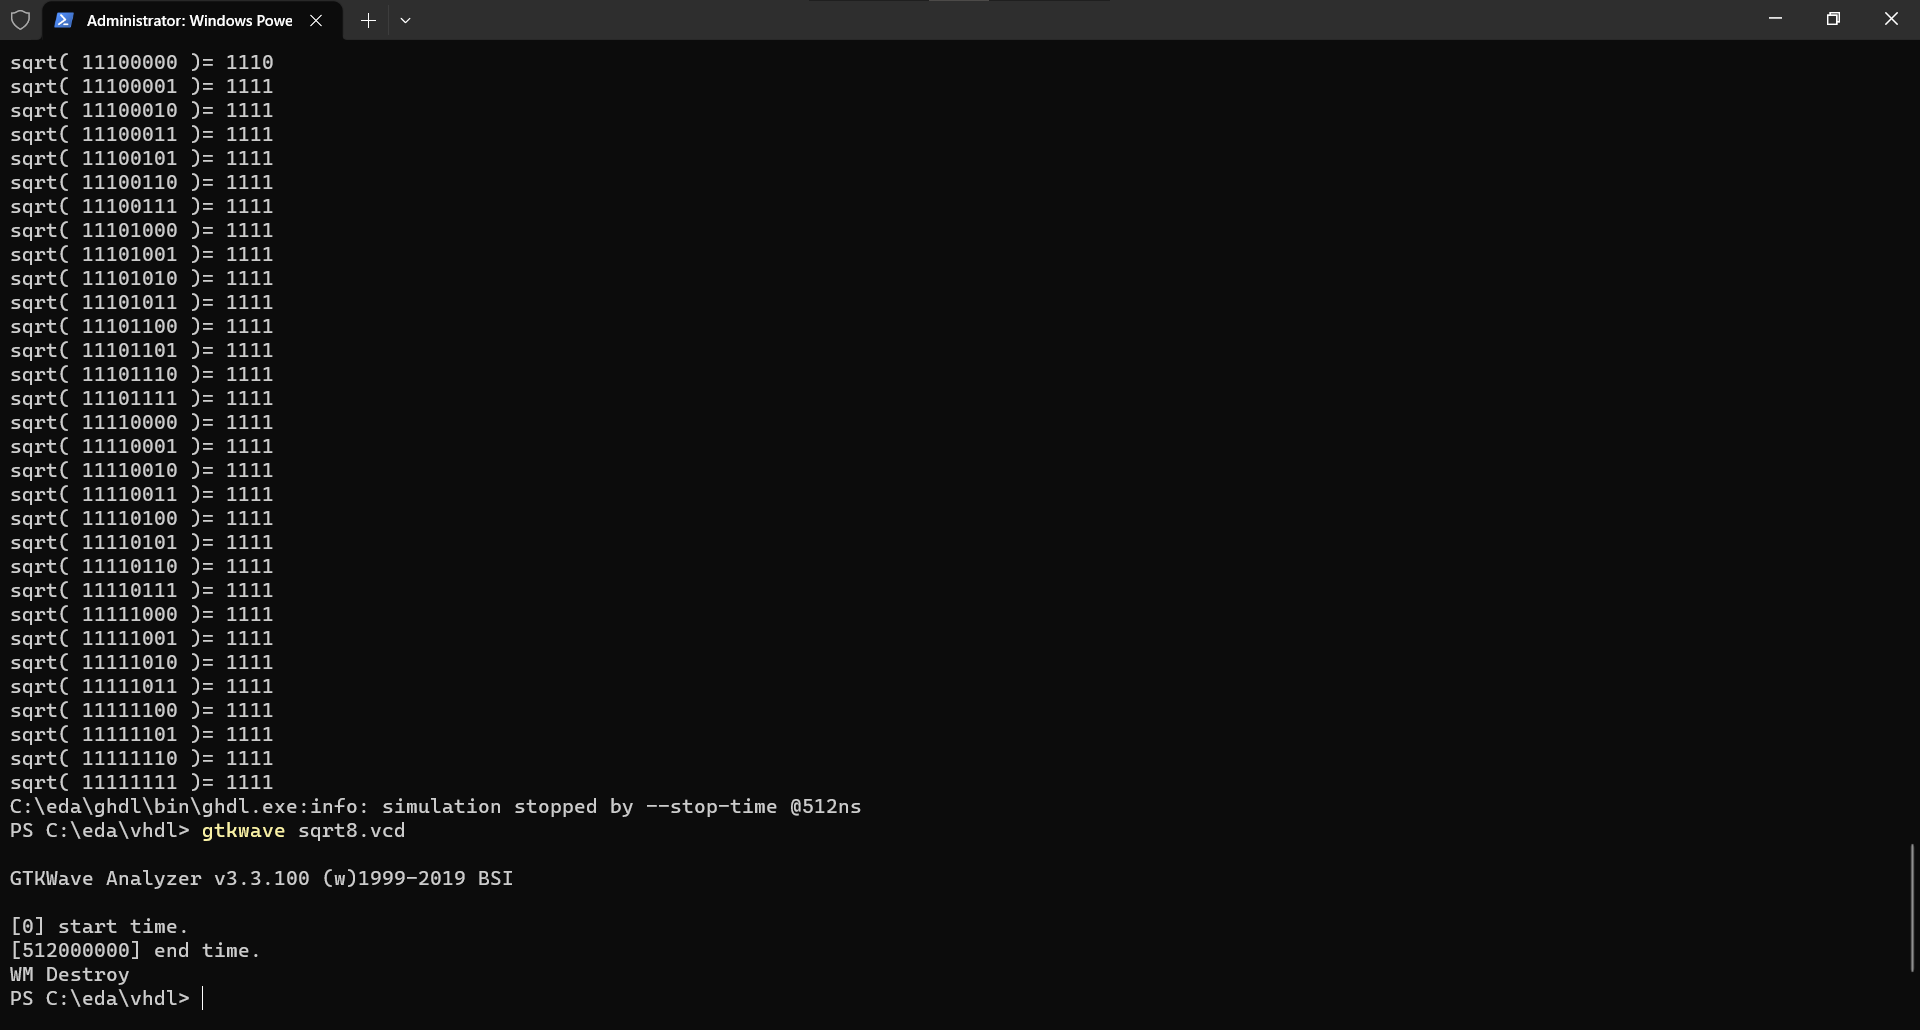 Administrator: Windows Powe
sqrt( 11100000 )= 1110
sqrt( 11100001 )= 1111
sqrt( 11100010 )= 1111
sqrt( 11100011 )= 1111
sqrt( 11100101 )= 1111
sqrt( 11100110 )= 1111
sqrt( 11100111 )= 1111
sqrt( 11101000 )= 1111
sqrt( 11101001 )= 1111
sqrt( 11101010 )= 1111
sqrt( 11101011 )= 1111
sqrt( 11101100 )= 1111
sqrt( 11101101 )= 1111
sqrt( 11101110 )= 1111
sqrt( 11101111 )= 1111
sqrt( 11110000 )= 1111
sqrt( 11110001 )= 1111
sqrt( 11110010 )= 1111
sqrt( 11110011 )= 1111
sqrt( 11110100 )= 1111
sqrt( 11110101 )= 1111
sqrt( 11110110 )= 1111
sqrt( 11110111 )= 1111
sqrt( 11111000 )= 1111
sqrt( 11111001 )= 1111
sqrt( 11111010 )= 1111
sqrt( 11111011 )= 1111
sqrt( 11111100 )= 1111
sqrt( 11111101 )= 1111
sqrt( 11111110 )= 1111
sqrt( 11111111 )= 1111
C:\eda\ghdl\bin\ghdl.exe:info: simulation stopped by --stop-time @512ns
PS C:\eda\vhdl> gtkwave sqrt8.vcd
GTKWave Analyzer v3.3.100 (w)1999-2019 BSI
[0] start time.
[512000000] end time.
WM Destroy
PS C:\eda\vhdl>